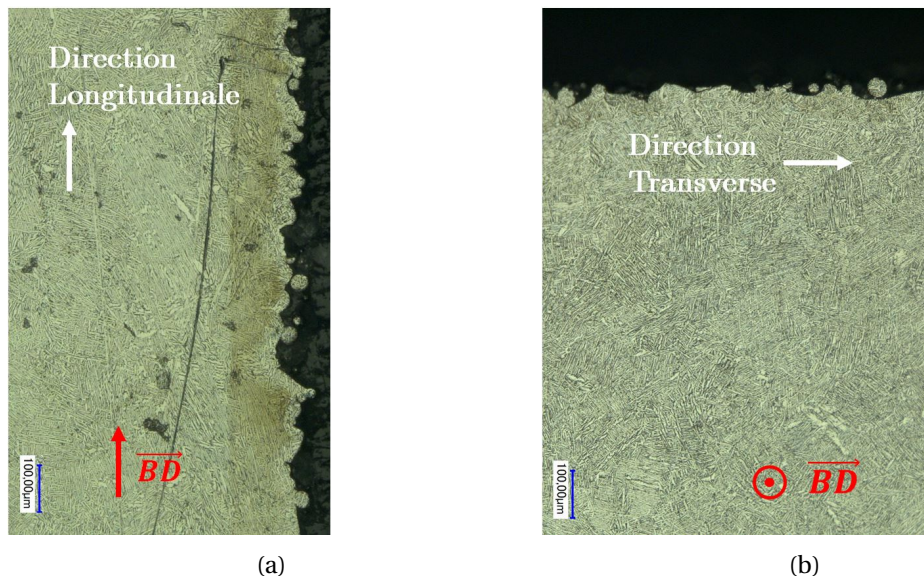 Direction
Longitudinale
BD
100,00µm
(a)
Direction
Transverse
BD
100,00µm
(b)